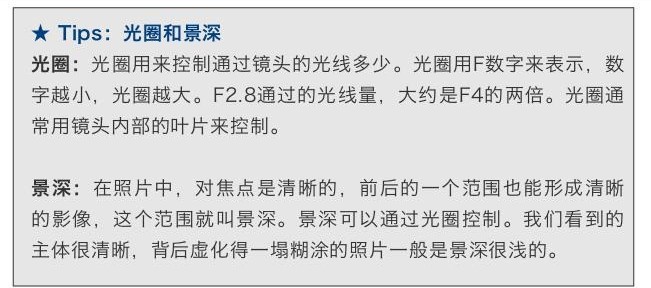 ★ Tips：光圈和景深
光圈：光圈用来控制通过镜头的光线多少。光圈用F数字来表示，数
字越小，光圈越大。F2.8通过的光线量，大约是F4的两倍。光圈通
常用镜头内部的叶片来控制。
景深：在照片中，对焦点是清晰的，前后的一个范围也能形成清晰
的影像，这个范围就叫景深。景深可以通过光圈控制。我们看到的
主体很清晰，背后虚化得一塌糊涂的照片一般是景深很浅的。